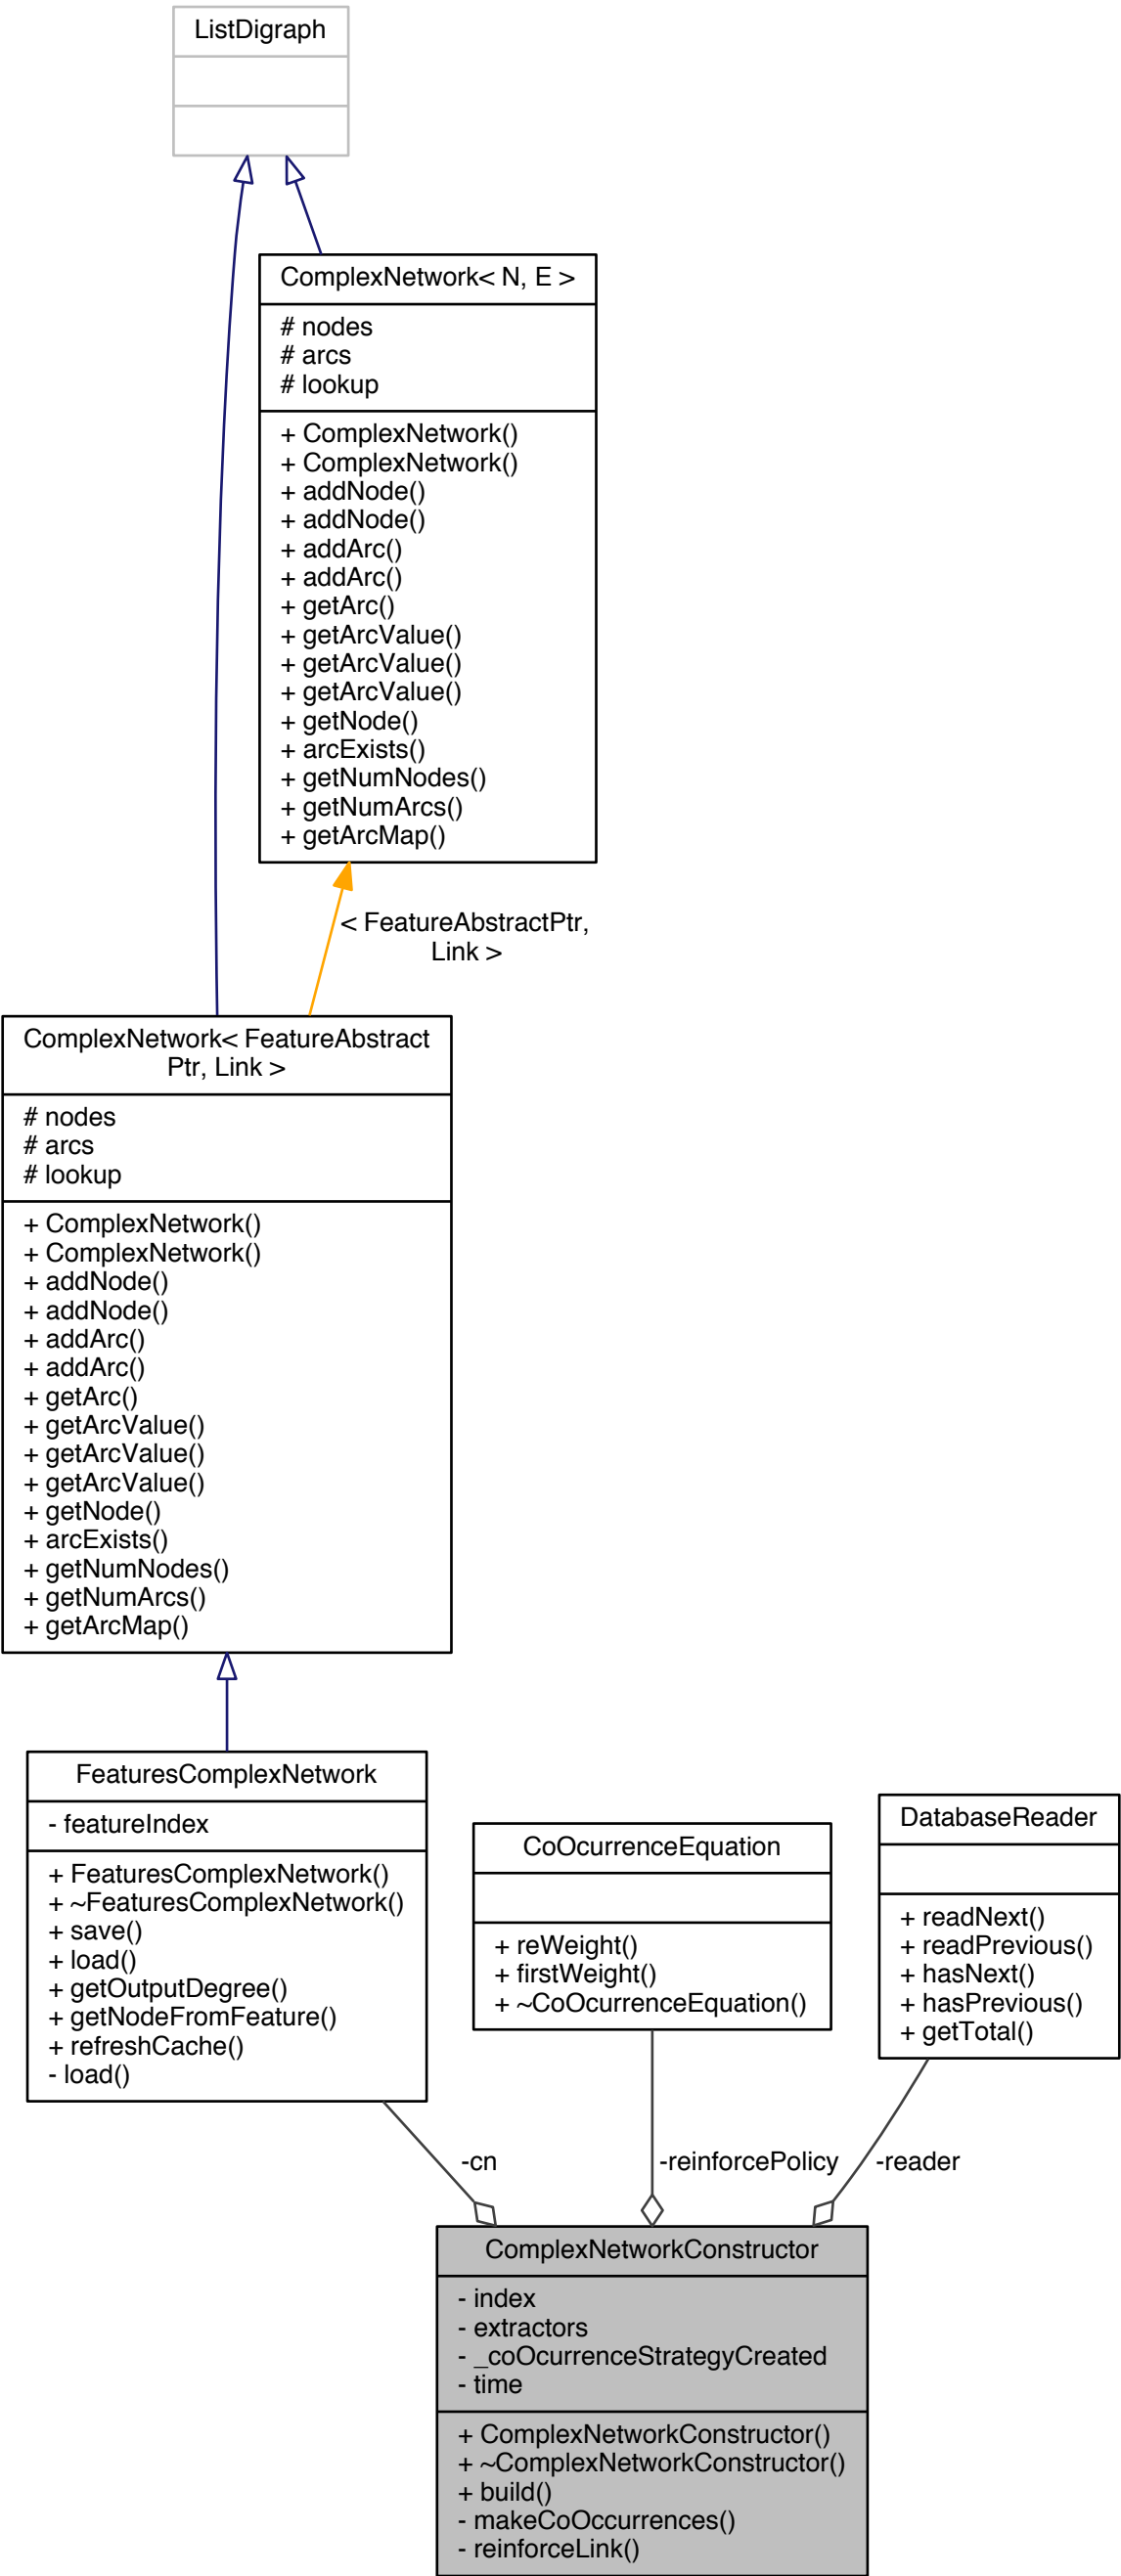 ListDigraph
ComplexNetwork< N, E >
# nodes
# arcs
# lookup
+ ComplexNetwork()
+ ComplexNetwork()
+ addNode()
+ addNode()
+ addArc()
+ addArc()
+ getArc()
+ getArcValue()
+ getArcValue()
+ getArcValue()
+ getNode()
+ arcExists()
+ getNumNodes()
+ getNumArcs()
+ getArcMap()
< FeatureAbstractPtr,
Link >
ComplexNetwork< FeatureAbstract
Ptr, Link >
# nodes
# arcs
# lookup
+ ComplexNetwork()
+ ComplexNetwork()
+ addNode()
+ addNode()
+ addArc()
+ addArc()
+ getArc()
+ getArcValue()
+ getArcValue()
+ getArcValue()
+ getNode()
+ arcExists()
+ getNumNodes()
+ getNumArcs()
+ getArcMap()
FeaturesComplexNetwork
- featureIndex
+ FeaturesComplexNetwork()
+ ~FeaturesComplexNetwork()
+ save()
+ load()
+ getOutputDegree()
+ getNodeFromFeature()
+ refreshCache()
- load()
CoOcurrenceEquation
+ reWeight()
+ firstWeight()
+ ~CoOcurrenceEquation()
DatabaseReader
+ readNext()
+ readPrevious()
+ hasNext()
+ hasPrevious()
+ getTotal()
-cn
-reinforcePolicy
-reader
ComplexNetworkConstructor
- index
- extractors
- _coOcurrenceStrategyCreated
- time
+ ComplexNetworkConstructor()
+ ~ComplexNetworkConstructor()
+ build()
- makeCoOccurrences()
- reinforceLink()